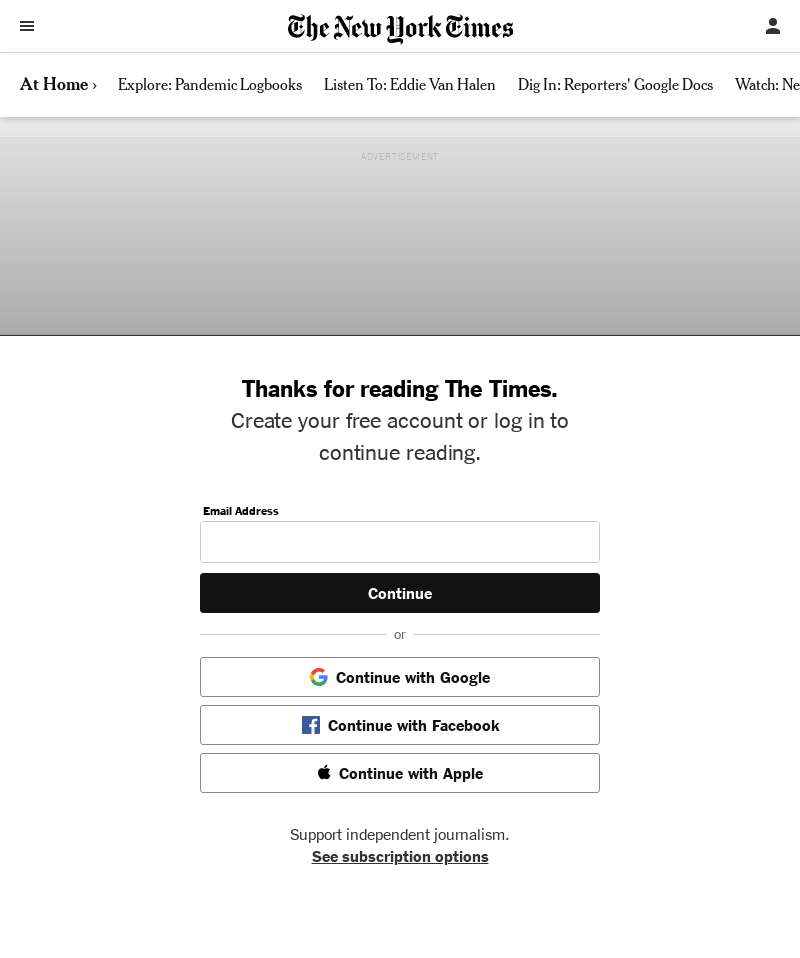 The New York Times
At Home ›
Explore: Pandemic Logbooks
Listen To: Eddie Van Halen
Dig In: Reporters' Google Docs
Watch: Ne
ADVERTISEMENT
Thanks for reading The Times.
Create your free account or log in to
continue reading.
Email Address
Continue
or
Continue with Google
Continue with Facebook
Continue with Apple
Support independent journalism.
See subscription options